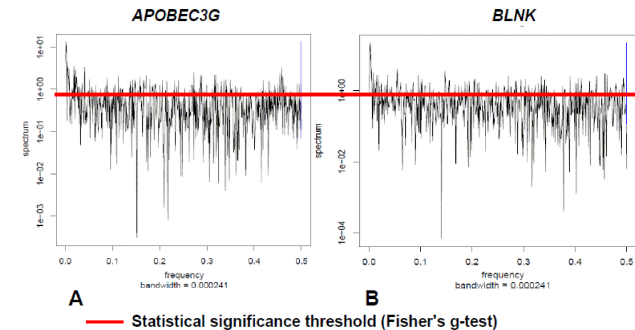 APOBEC3G
BLNK
spectrum
1e+01
1e+00
1e-01
1e-02
1e-03
0.0 0.1 0.2 0.3 0.4 0.5
frequency
bandwidth = 0.000241
A
spectrum
1e+00
1e-02
1e-04
0.0 0.1 0.2 0.3 0.4 0.5
frequency
bandwidth = 0.000241
B
Statistical significance threshold (Fisher's g-test)